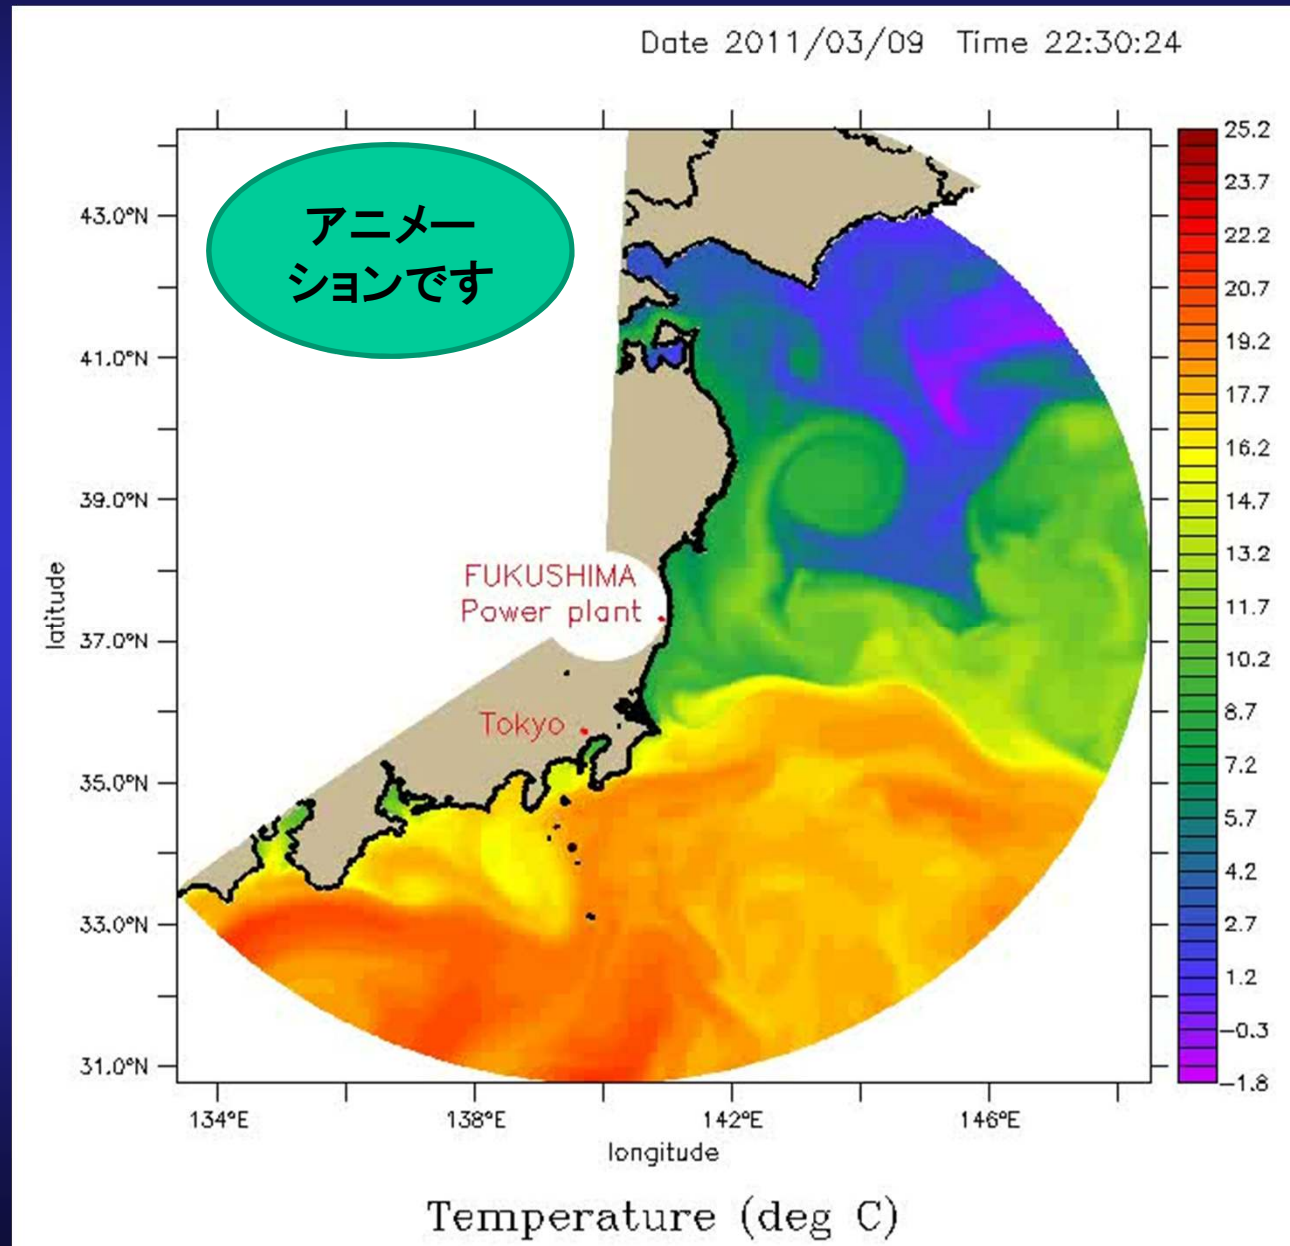 Date 2011/03/09 Time 22:30:24
アニメー
ションです
FUKUSHIMA
Power plant
Tokyo
43.0°N
41.0°N
39.0°N
37.0°N
35.0°N
33.0°N
31.0°N
latitude
134°E 138°E 142°E 146°E
longitude
25.2
23.7
22.2
20.7
19.2
17.7
16.2
14.7
13.2
11.7
10.2
8.7
7.2
5.7
4.2
2.7
1.2
-0.3
-1.8
Temperature (deg C)